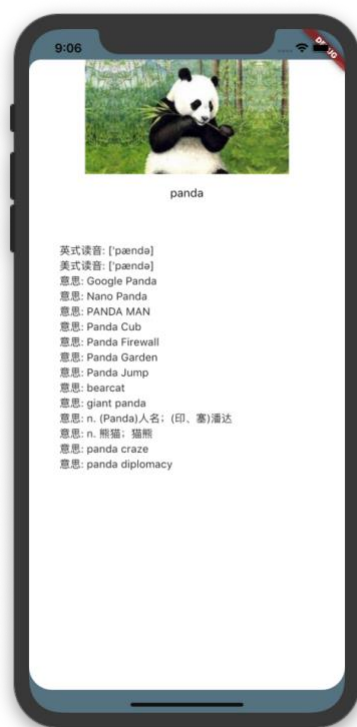 9:06
DEBUG
panda
英式读音: ['pændə]
美式读音: ['pændə]
意思: Google Panda
意思: Nano Panda
意思: PANDA MAN
意思: Panda Cub
意思: Panda Firewall
意思: Panda Garden
意思: Panda Jump
意思: bearcat
意思: giant panda
意思: n. (Panda)人名；(印、塞)潘达
意思: n. 熊猫；猫熊
意思: panda craze
意思: panda diplomacy